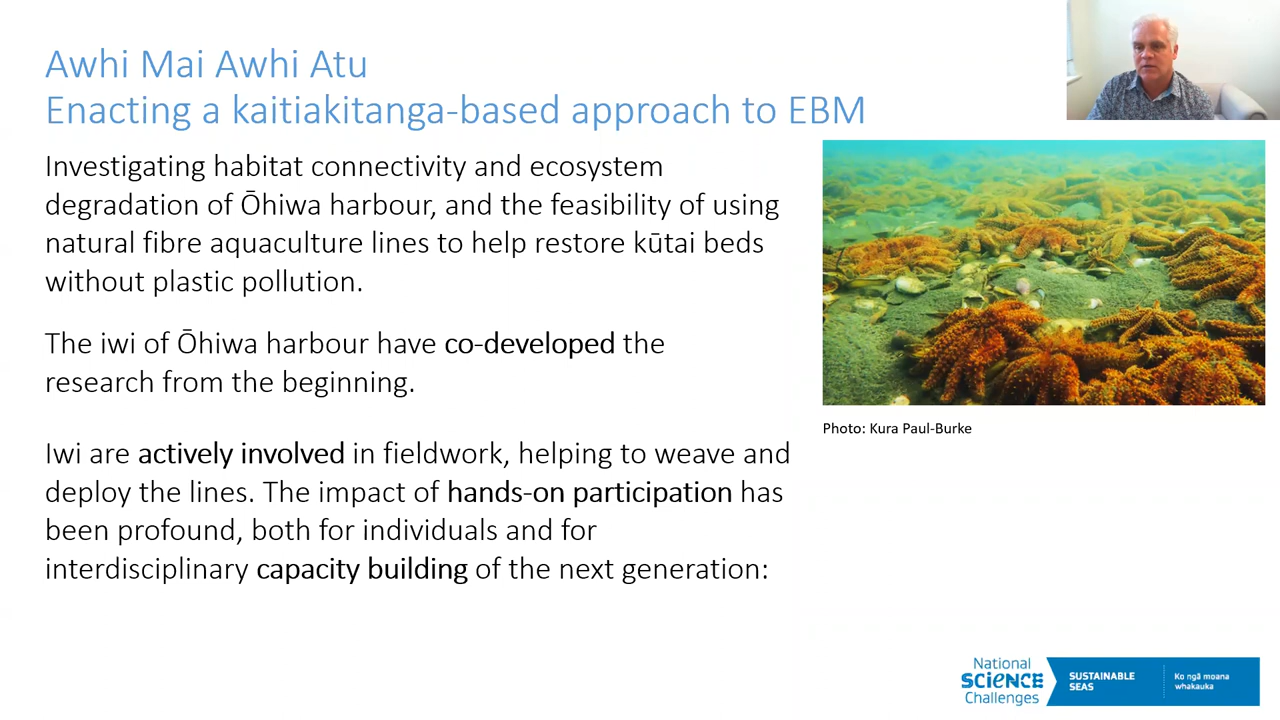 Awhi Mai Awhi Atu
Enacting a kaitiakitanga-based approach to EBM
Investigating habitat connectivity and ecosystem
degradation of Ōhiwa harbour, and the feasibility of using
natural fibre aquaculture lines to help restore kūtai beds
without plastic pollution.
The iwi of Ōhiwa harbour have co-developed the
research from the beginning.
Iwi are actively involved in fieldwork, helping to weave and
deploy the lines. The impact of hands-on participation has
been profound, both for individuals and for
interdisciplinary capacity building of the next generation:
Photo: Kura Paul-Burke
National
SCIENCE
Challenges
SUSTAINABLE
SEAS
Ko ngā moana
whakauka